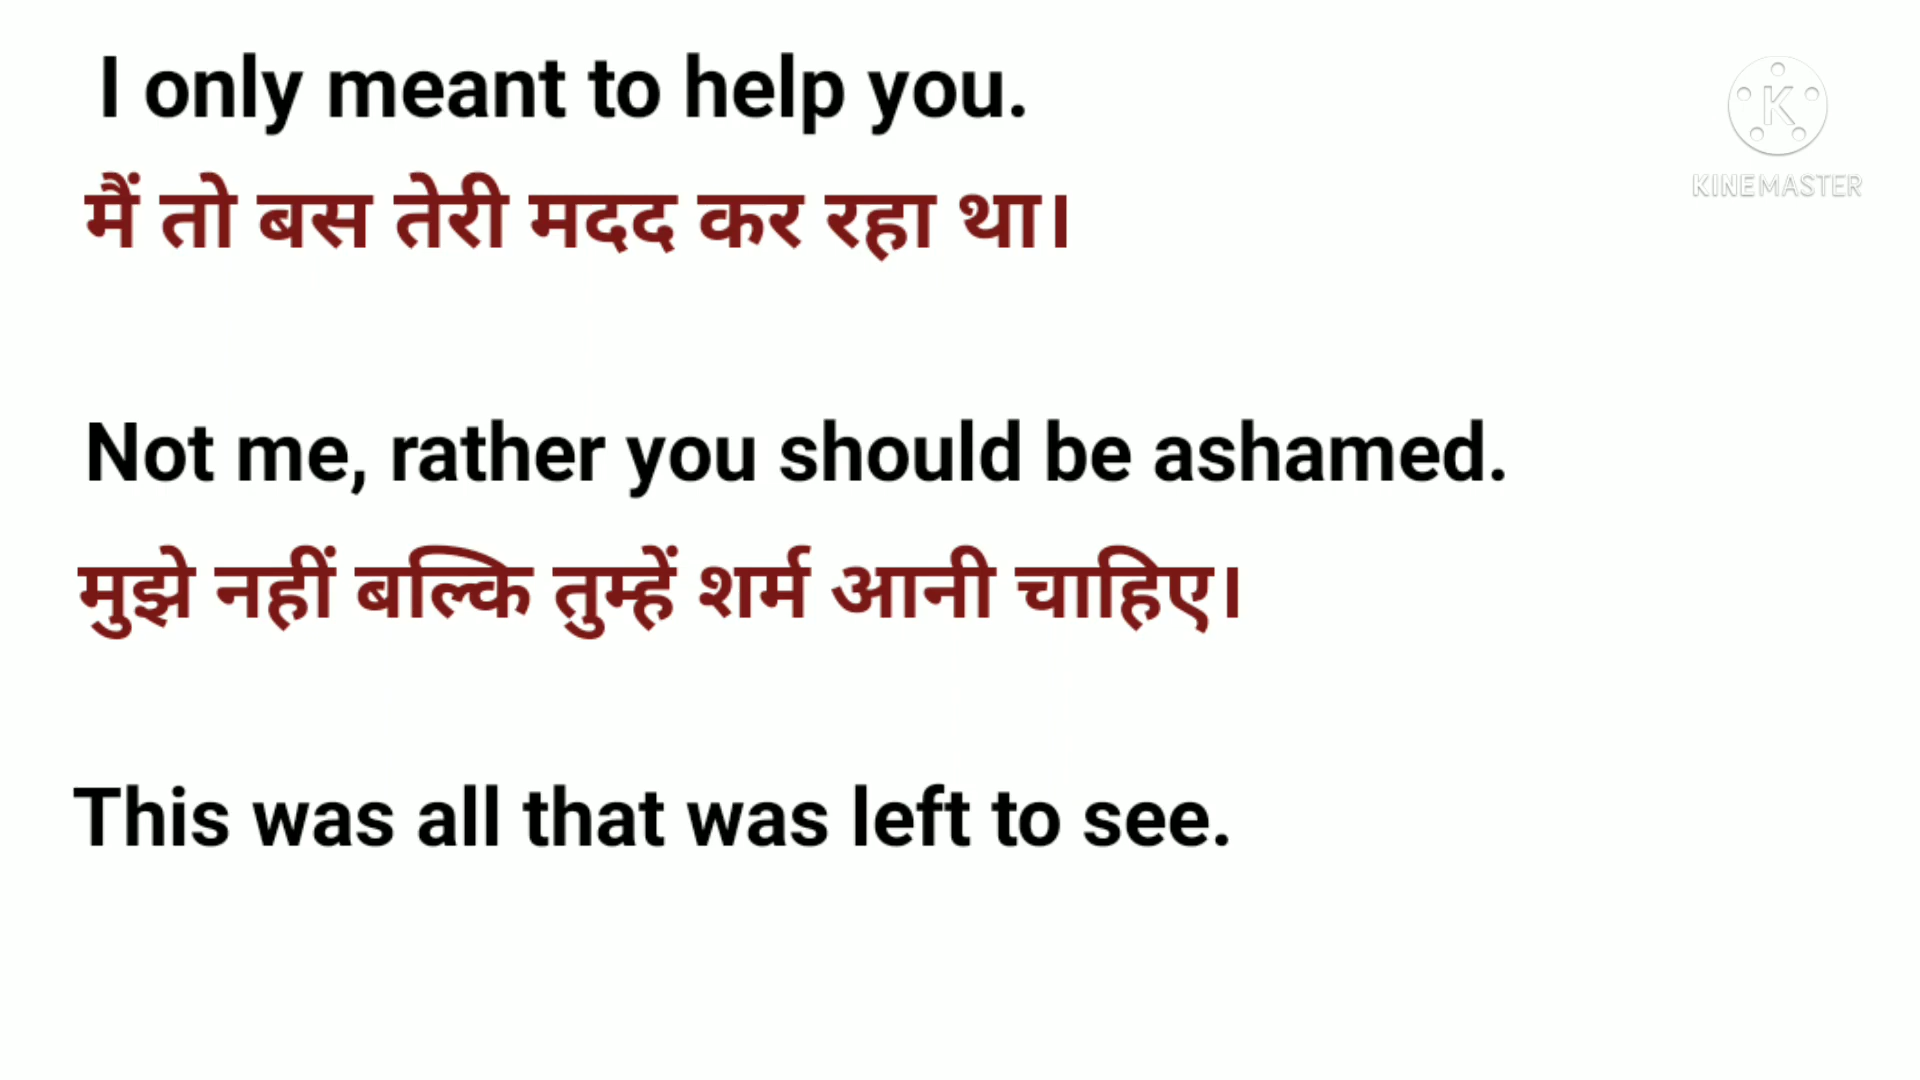 I only meant to help you.
KINEMASTER
मैं तो बस तेरी मदद कर रहा था।
Not me, rather you should be ashamed.
मुझे नहीं बल्कि तुम्हें शर्म आनी चाहिए।
This was all that was left to see.